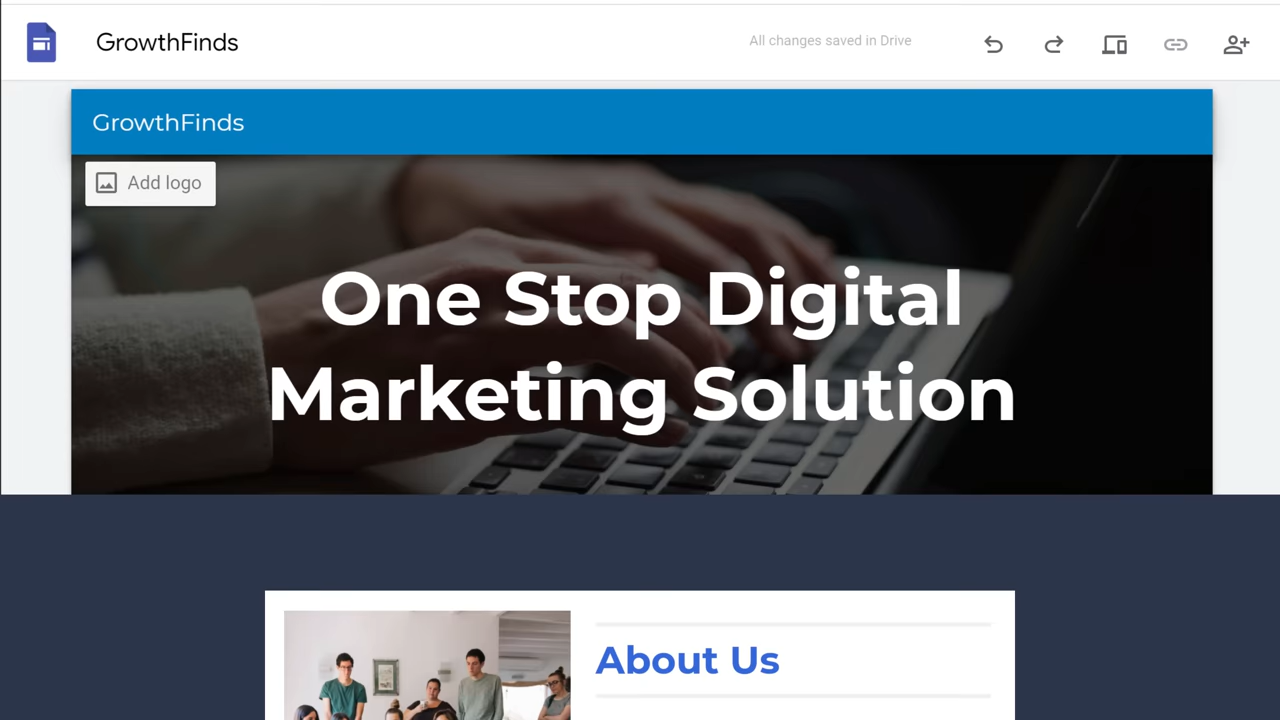 GrowthFinds
All changes saved in Drive
GrowthFinds
Add logo
One Stop Digital
Marketing Solution
About Us